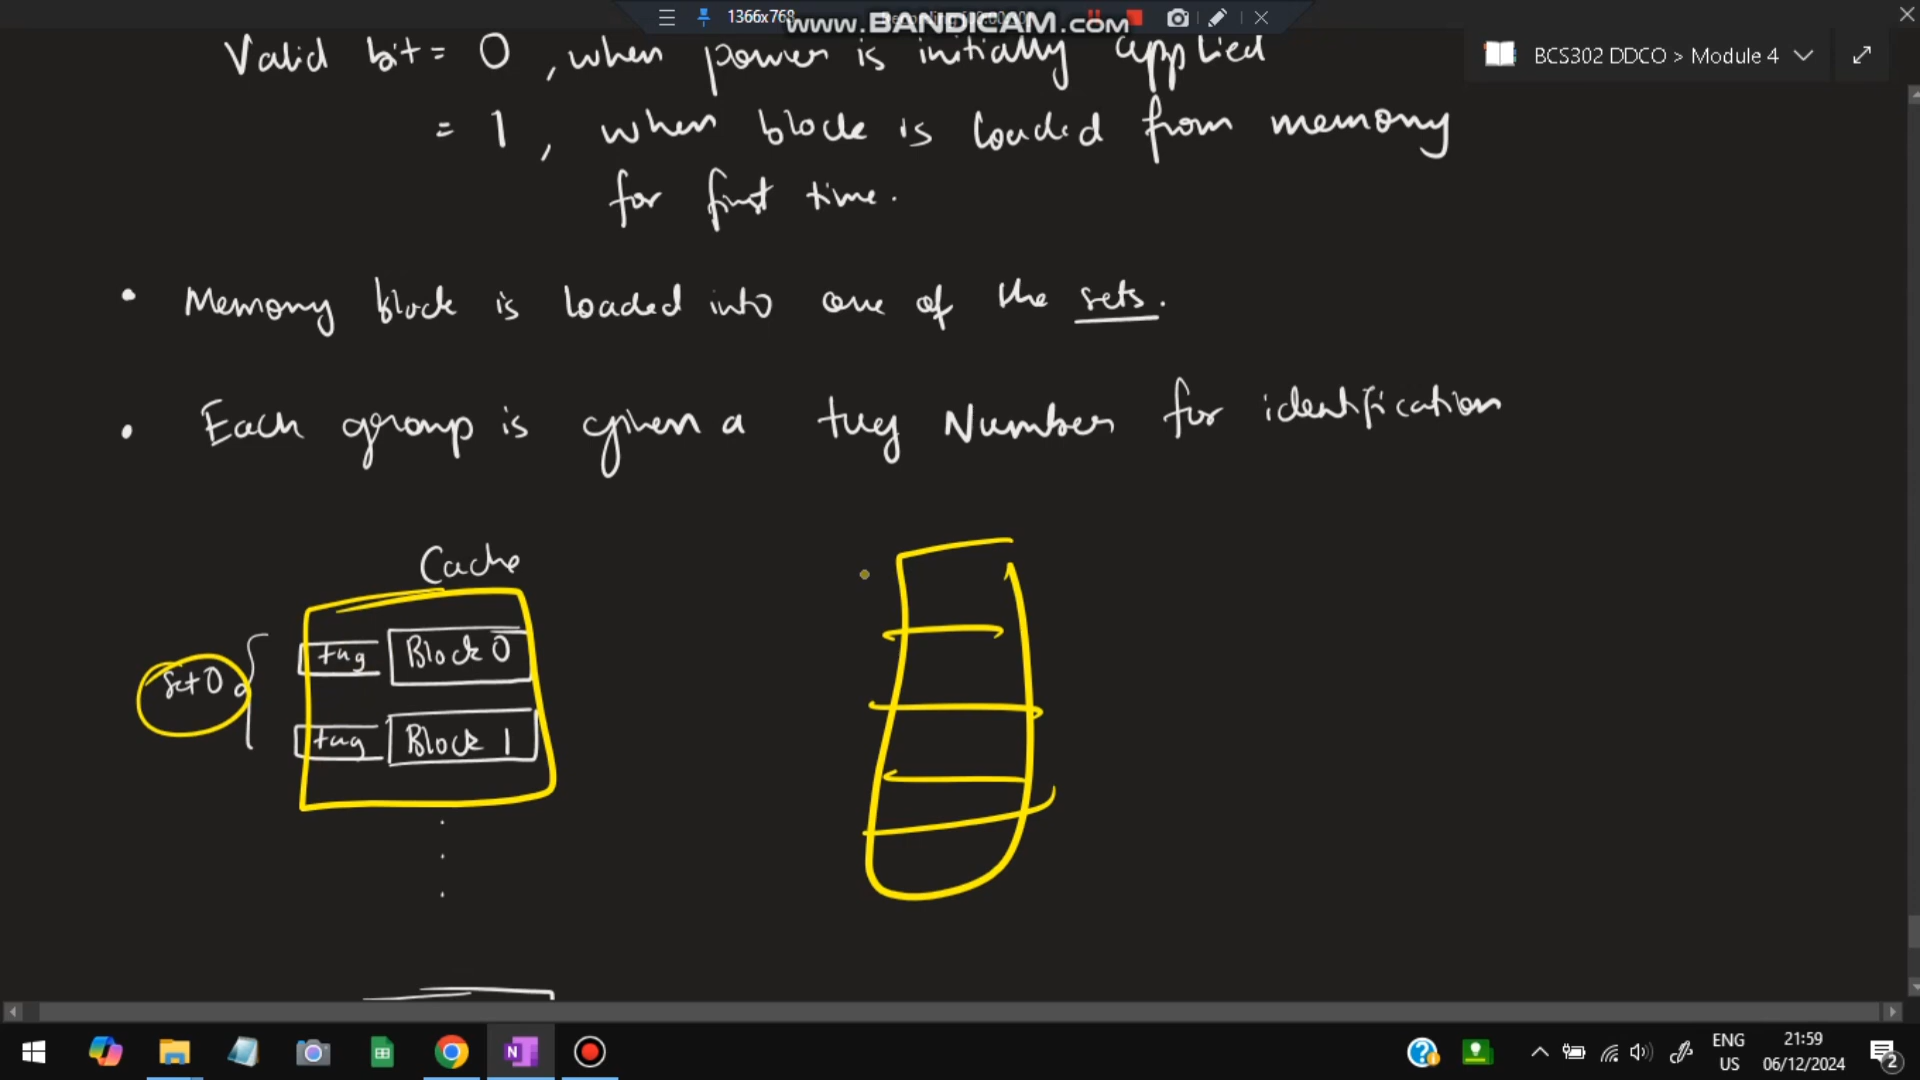 1366x768
www.BANDICAM.com
BCS302 DDCO > Module 4
Valid bit = 0 , when power is initially applied
= 1 , when block is loaded from memory
for first time.
• Memory block is loaded into one of the sets.
• Each group is given a tag Number for identification
Cache
Set 0
tag Block 0
tag Block 1
ENG
US
21:59
06/12/2024
2